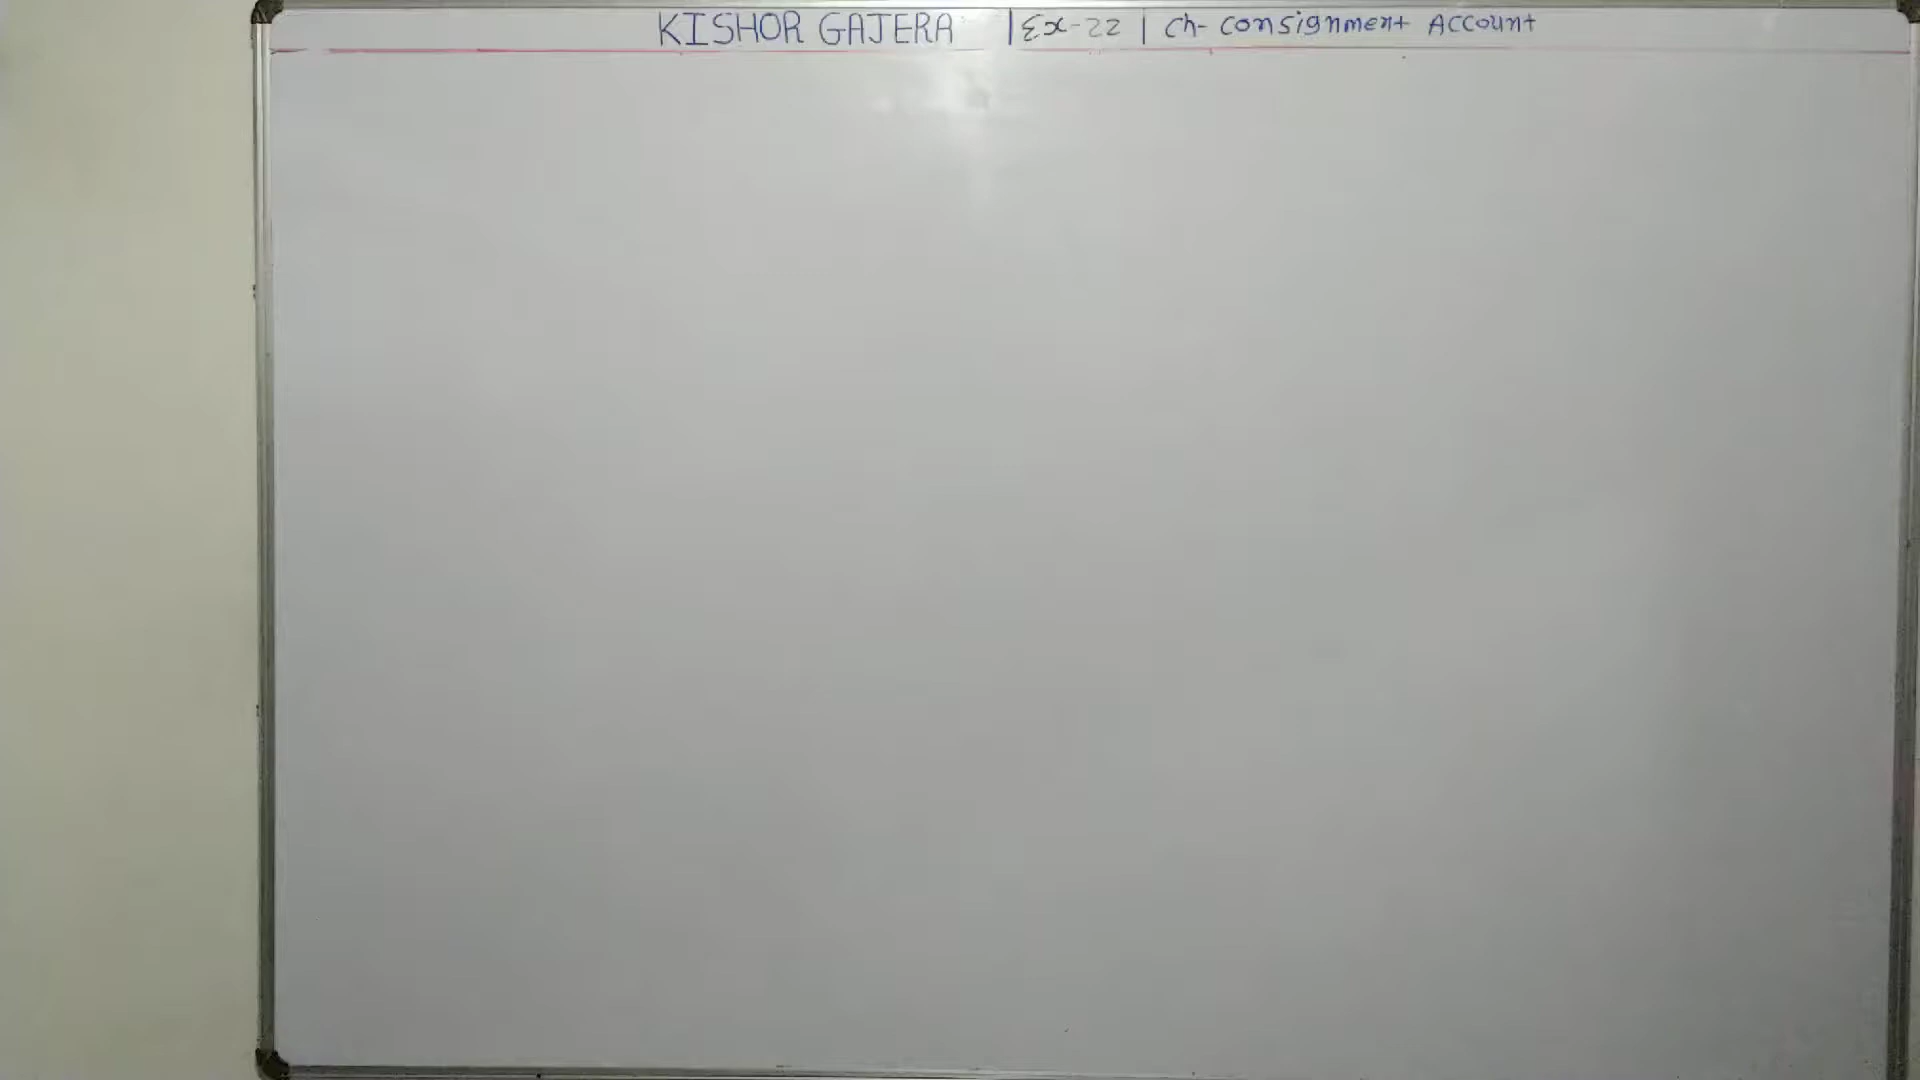 KISHOR GAJERA | Ex-22 | Ch- Consignment Account